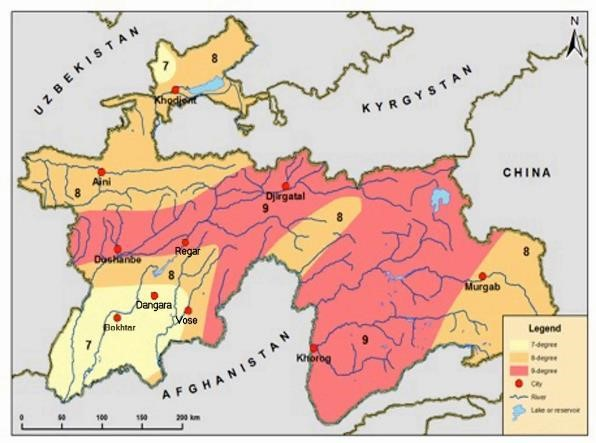 N
UZBEKISTAN
KYRGYSTAN
CHINA
AFGHANISTAN
7
8
Khodjent
Aini
8
Djirgatal
9
8
8
Dushanbe
Regar
8
Dangara
Bokhtar
Vose
7
Murgab
Khorog
9
Legend
7-degree
8-degree
9-degree
City
River
Lake or reservoir
0 50 100 150 200 km